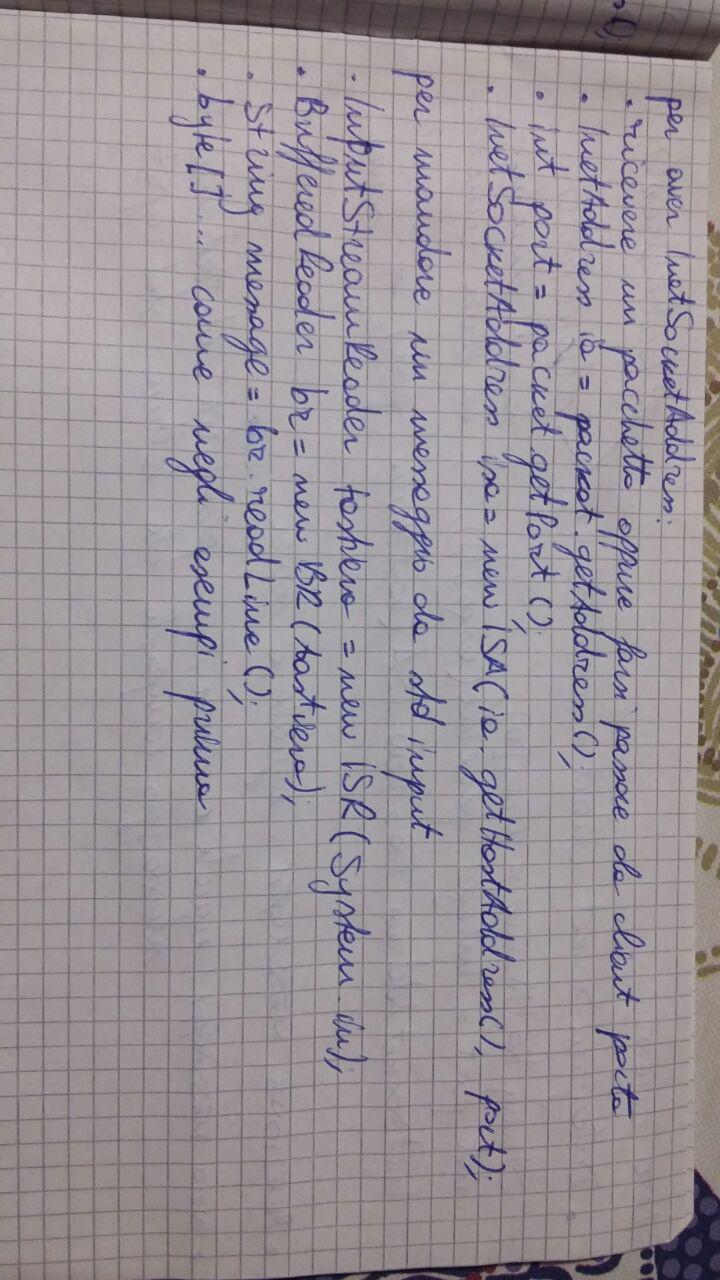 per aver InetSocketAddress:
. ricevere un pacchetto oppure farsi passare da client porta
. InetAddress ia = packet.getAddress();
. int port = packet.getPort();
. InetSocketAddress isa = new ISA(ia.getHostAddress(), port);
per mandare un messaggio da std input
. InputStreamReader tastiera = new ISR(System.in);
. BufferedReader br = new BR(tastiera);
. String message = br.readLine();
. byte[] ... come negli esempi prima